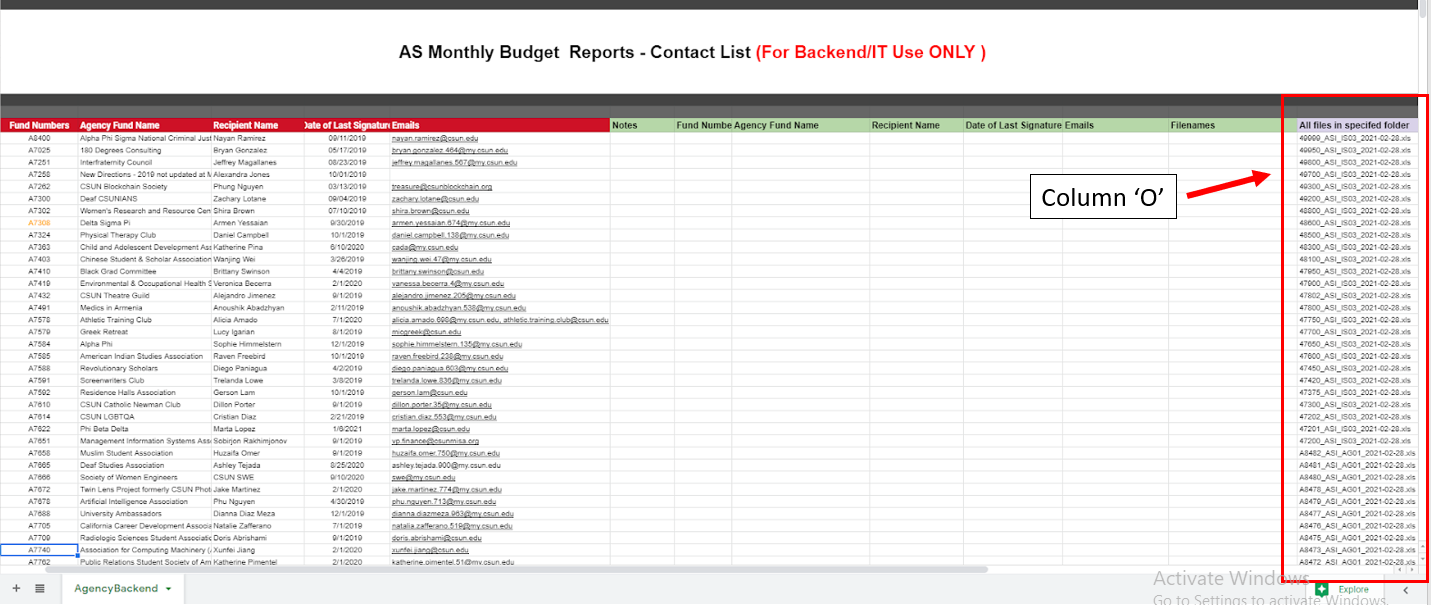 AS Monthly Budget Reports - Contact List (For Backend/IT Use ONLY )
Fund Numbers Agency Fund Name Recipient Name Date of Last Signature Emails Notes Fund Numbe Agency Fund Name Recipient Name Date of Last Signature Emails Filenames All files in specifed folder
A8400 Alpha Phi Sigma National Criminal Just Nayan Ramirez 09/11/2019 nayan.ramirez@csun.edu 49999_ASI_IS03_2021-02-28.xls
A7025 180 Degrees Consulting Bryan Gonzalez 05/17/2019 bryan.gonzalez.464@my.csun.edu 49950_ASI_IS03_2021-02-28.xls
A7251 Interfraternity Council Jeffrey Magallanes 08/23/2019 jeffrey.magallanes.567@my.csun.edu 49800_ASI_IS03_2021-02-28.xls
A7258 New Directions - 2019 not updated at M Alexandra Jones 10/01/2019 49700_ASI_IS03_2021-02-28.xls
A7262 CSUN Blockchain Society Phung Nguyen 03/13/2019 treasure@csunblockchain.org 49300_ASI_IS03_2021-02-28.xls
A7300 Deaf CSUNIANS Zachary Lotane 09/04/2019 zachary.lotane@csun.edu 49200_ASI_IS03_2021-02-28.xls
A7302 Women's Research and Resource Cen Shira Brown 07/10/2019 shira.brown@csun.edu 48800_ASI_IS03_2021-02-28.xls
A7308 Delta Sigma Pi Armen Yessaian 9/30/2019 armen.yessaian.674@my.csun.edu 48600_ASI_IS03_2021-02-28.xls
A7324 Physical Therapy Club Daniel Campbell 10/1/2019 daniel.campbell.138@my.csun.edu 48500_ASI_IS03_2021-02-28.xls
A7363 Child and Adolescent Development Ass Katherine Pina 6/10/2020 cada@my.csun.edu 48300_ASI_IS03_2021-02-28.xls
A7403 Chinese Student & Scholar Association Wanjing Wei 3/26/2019 wanjing.wei.47@my.csun.edu 48100_ASI_IS03_2021-02-28.xls
A7410 Black Grad Committee Brittany Swinson 4/4/2019 brittany.swinson@csun.edu 47950_ASI_IS03_2021-02-28.xls
A7419 Environmental & Occupational Health S Veronica Becerra 2/1/2020 vanessa.becerra.4@my.csun.edu 47900_ASI_IS03_2021-02-28.xls
A7432 CSUN Theatre Guild Alejandro Jimenez 9/1/2019 alejandro.jimenez.205@my.csun.edu 47802_ASI_IS03_2021-02-28.xls
A7491 Medics in Armenia Anoushik Abadzhyan 2/11/2019 anoushik.abadzhyan.538@my.csun.edu 47800_ASI_IS03_2021-02-28.xls
A7578 Athletic Training Club Alicia Amado 7/1/2020 alicia.amado.698@my.csun.edu, athletic.training.club@csun.edu 47750_ASI_IS03_2021-02-28.xls
A7579 Greek Retreat Lucy Igarian 8/1/2019 micgreek@csun.edu 47700_ASI_IS03_2021-02-28.xls
A7584 Alpha Phi Sophie Himmelstern 12/1/2019 sophie.himmelstern.135@my.csun.edu 47650_ASI_IS03_2021-02-28.xls
A7585 American Indian Studies Association Raven Freebird 10/1/2019 raven.freebird.238@my.csun.edu 47600_ASI_IS03_2021-02-28.xls
A7588 Revolutionary Scholars Diego Paniagua 4/2/2019 diego.paniagua.603@my.csun.edu 47450_ASI_IS03_2021-02-28.xls
A7591 Screenwriters Club Trelanda Lowe 3/8/2019 trelanda.lowe.836@my.csun.edu 47420_ASI_IS03_2021-02-28.xls
A7592 Residence Halls Association Gerson Lam 10/1/2019 gerson.lam@csun.edu 47375_ASI_IS03_2021-02-28.xls
A7610 CSUN Catholic Newman Club Dillon Porter 9/1/2019 dillon.porter.35@my.csun.edu 47300_ASI_IS03_2021-02-28.xls
A7614 CSUN LGBTQA Cristian Diaz 2/21/2019 cristian.diaz.553@my.csun.edu 47202_ASI_IS03_2021-02-28.xls
A7622 Phi Beta Delta Marta Lopez 1/6/2021 marta.lopez@csun.edu 47201_ASI_IS03_2021-02-28.xls
A7651 Management Information Systems Ass Sobirjon Rakhimjonov 9/1/2019 vp.finance@csunmisa.org 47200_ASI_IS03_2021-02-28.xls
A7658 Muslim Student Association Huzaifa Omer 9/1/2019 huzaifa.omer.750@my.csun.edu A8482_ASI_AG01_2021-02-28.xls
A7665 Deaf Studies Association Ashley Tejada 8/25/2020 ashley.tejada.900@my.csun.edu A8481_ASI_AG01_2021-02-28.xls
A7666 Society of Women Engineers CSUN SWE 9/10/2020 swe@my.csun.edu A8480_ASI_AG01_2021-02-28.xls
A7672 Twin Lens Project formerly CSUN Phot Jake Martinez 2/1/2020 jake.martinez.774@my.csun.edu A8478_ASI_AG01_2021-02-28.xls
A7678 Artificial Intelligence Association Phu Nguyen 4/30/2019 phu.nguyen.713@my.csun.edu A8479_ASI_AG01_2021-02-28.xls
A7688 University Ambassadors Dianna Diaz Meza 12/1/2019 dianna.diazmeza.963@my.csun.edu A8477_ASI_AG01_2021-02-28.xls
A7705 California Career Development Associa Natalie Zafferano 7/1/2019 natalia.zafferano.519@my.csun.edu A8476_ASI_AG01_2021-02-28.xls
A7709 Radiologic Sciences Student Associatic Doris Abrishami 9/1/2019 doris.abrishami@csun.edu A8475_ASI_AG01_2021-02-28.xls
A7740 Association for Computing Machinery (A Xunfei Jiang 2/1/2020 xunfei.jiang@csun.edu A8473_ASI_AG01_2021-02-28.xls
A7762 Public Relations Student Society of Am Katherine Pimentel 2/1/2020 katherine.pimentel.51@my.csun.edu A8472_ASI_AG01_2021-02-28.xls
Column ‘O’
Activate Windows
Go to Settings to activate Windows.
AgencyBackend
Explore